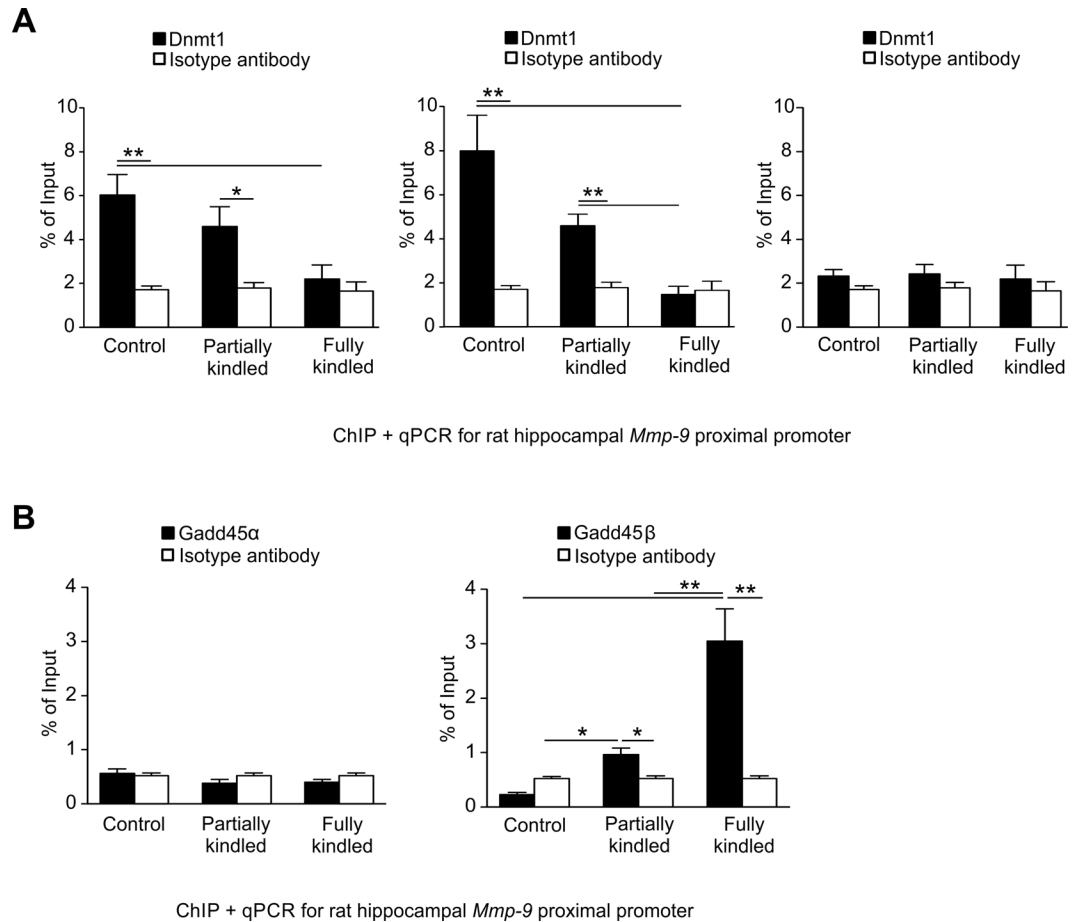 A
Dnmt1
Isotype antibody
10
8
6
4
2
0
% of Input
**
*
Control
Partially
kindled
Fully
kindled
Dnmt1
Isotype antibody
10
8
6
4
2
0
% of Input
**
**
Control
Partially
kindled
Fully
kindled
Dnmt1
Isotype antibody
10
8
6
4
2
0
% of Input
Control
Partially
kindled
Fully
kindled
ChIP + qPCR for rat hippocampal Mmp-9 proximal promoter
B
Gadd45α
Isotype antibody
4
3
2
1
0
% of Input
Control
Partially
kindled
Fully
kindled
Gadd45β
Isotype antibody
4
3
2
1
0
% of Input
**
**
*
*
Control
Partially
kindled
Fully
kindled
ChIP + qPCR for rat hippocampal Mmp-9 proximal promoter